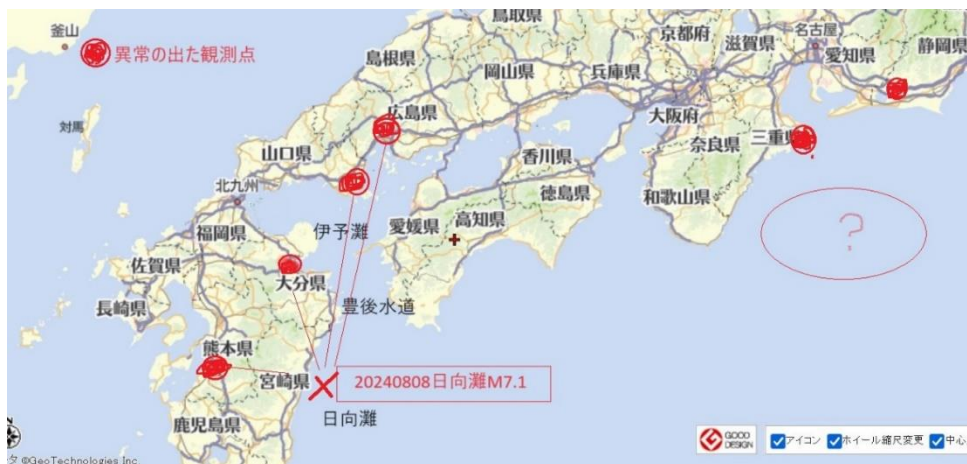 鳥取県
京都府
滋賀県
名古屋
釜山
異常の出た観測点
島根県
岡山県
兵庫県
愛知県
静岡県
広島県
大阪府
対馬
山口県
香川県
奈良県
三重県
北九州
徳島県
和歌山県
福岡県
伊予灘
愛媛県
高知県
?
佐賀県
大分県
長崎県
豊後水道
熊本県
宮崎県
20240808日向灘M7.1
日向灘
鹿児島県
GOOD DESIGN
アイコン
ホイール縮尺変更
中心
タ ©GeoTechnologies Inc.